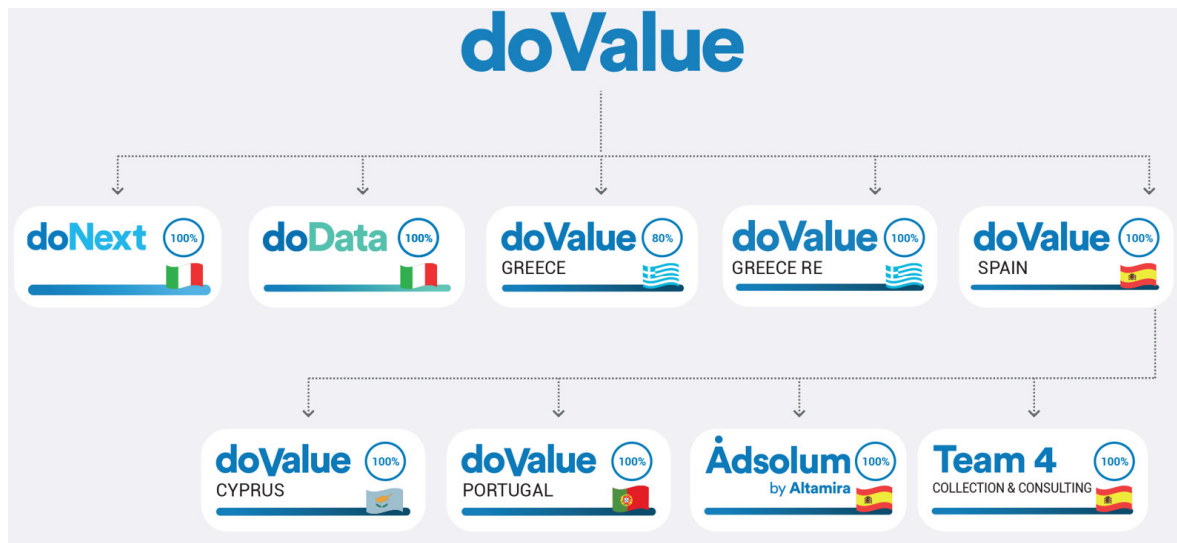 doValue
doNext 100%
doData 100%
doValue 80%
GREECE
doValue 100%
GREECE RE
doValue 100%
SPAIN
doValue 100%
CYPRUS
doValue 100%
PORTUGAL
Ådsolum 100%
by Altamira
Team 4 100%
COLLECTION & CONSULTING